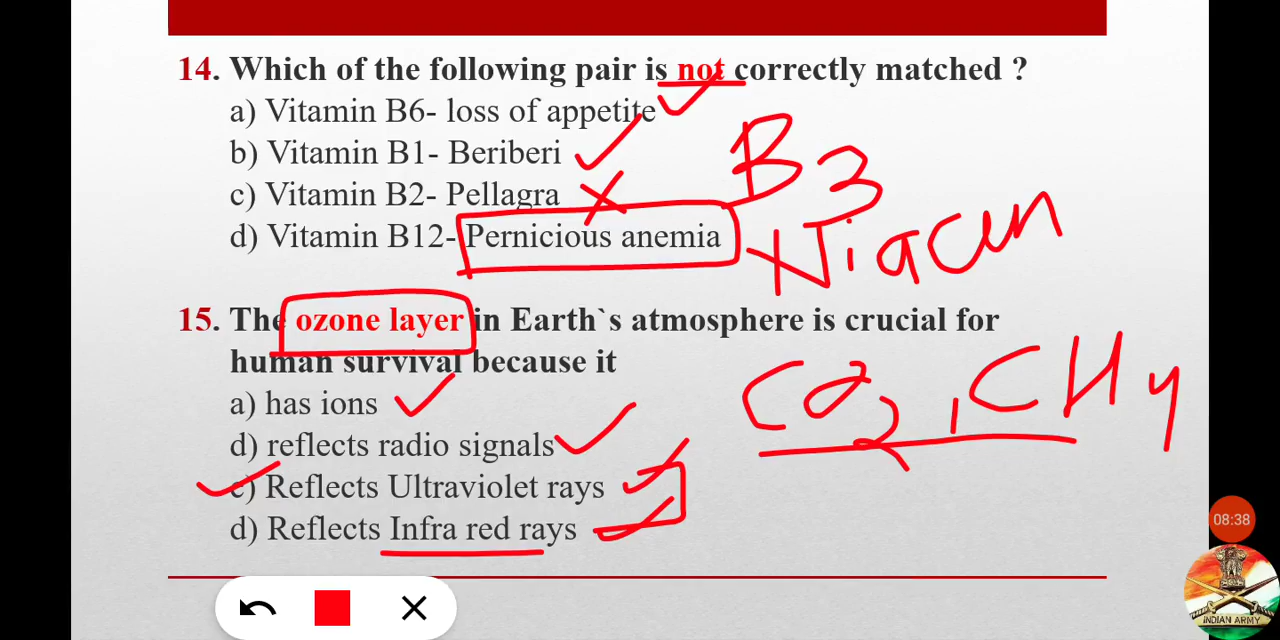 14. Which of the following pair is not correctly matched ?
a) Vitamin B6- loss of appetite
b) Vitamin B1- Beriberi
c) Vitamin B2- Pellagra
d) Vitamin B12- Pernicious anemia
B3
Niacin
15. The ozone layer in Earth`s atmosphere is crucial for
human survival because it
a) has ions
d) reflects radio signals
c) Reflects Ultraviolet rays
d) Reflects Infra red rays
CO2, CH4
08:38
INDIAN ARMY